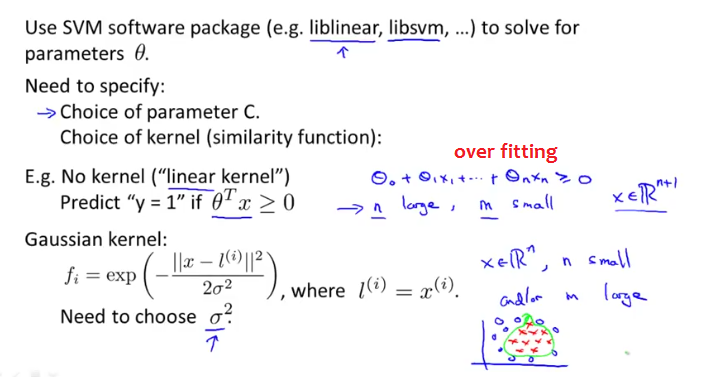 Use SVM software package (e.g. liblinear, libsvm, ...) to solve for
parameters θ.
Need to specify:
→ Choice of parameter C.
Choice of kernel (similarity function):
over fitting
E.g. No kernel ("linear kernel")
θ₀ + θ₁x₁ + ... + θₙxₙ ≥ 0
Predict "y = 1" if θᵀx ≥ 0
→ n large, m small
x ∈ ℝⁿ⁺¹
Gaussian kernel:
fᵢ = exp(−||x − l⁽ⁱ⁾||² / 2σ²), where l⁽ⁱ⁾ = x⁽ⁱ⁾.
x ∈ ℝⁿ, n small
and/or m large
Need to choose σ².